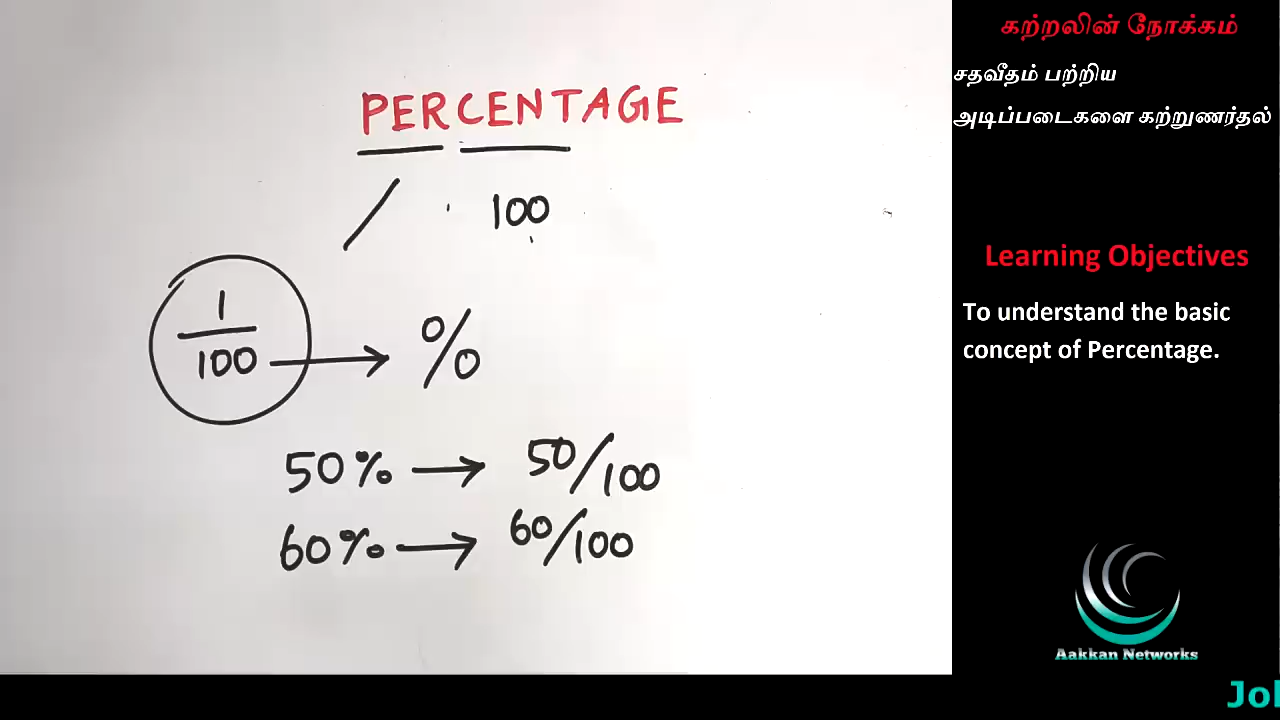 PERCENTAGE
/ 100
1/100 → %
50% → 50/100
60% → 60/100
கற்றலின் நோக்கம்
சதவீதம் பற்றிய
அடிப்படைகளை கற்றுணர்தல்
Learning Objectives
To understand the basic
concept of Percentage.
Aakkan Networks